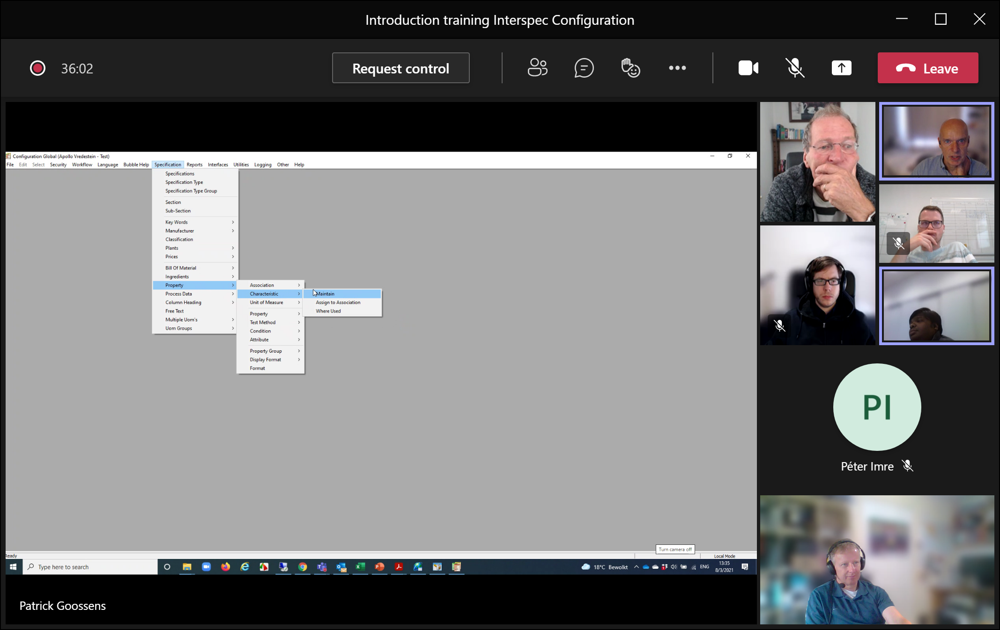 Introduction training Interspec Configuration
36:02
Request control
Leave
Configuration Global (Apollo Vredestein - Test)
File Edit Select Security Workflow Language Bubble Help Specification Reports Interfaces Utilities Logging Other Help
Specifications
Specification Type
Specification Type Group
Section
Sub-Section
Key Words
Manufacturer
Classification
Plants
Prices
Bill Of Material
Ingredients
Property
Process Data
Column Heading
Free Text
Multiple Uom's
Uom Groups
Association
Characteristic
Unit of Measure
Property
Test Method
Condition
Attribute
Property Group
Display Format
Format
Maintain
Assign to Association
Where Used
Turn camera off
Ready
Local Mode
Type here to search
18°C Bewolkt
ENG
13:35
8/3/2021
Patrick Goossens
PI
Péter Imre